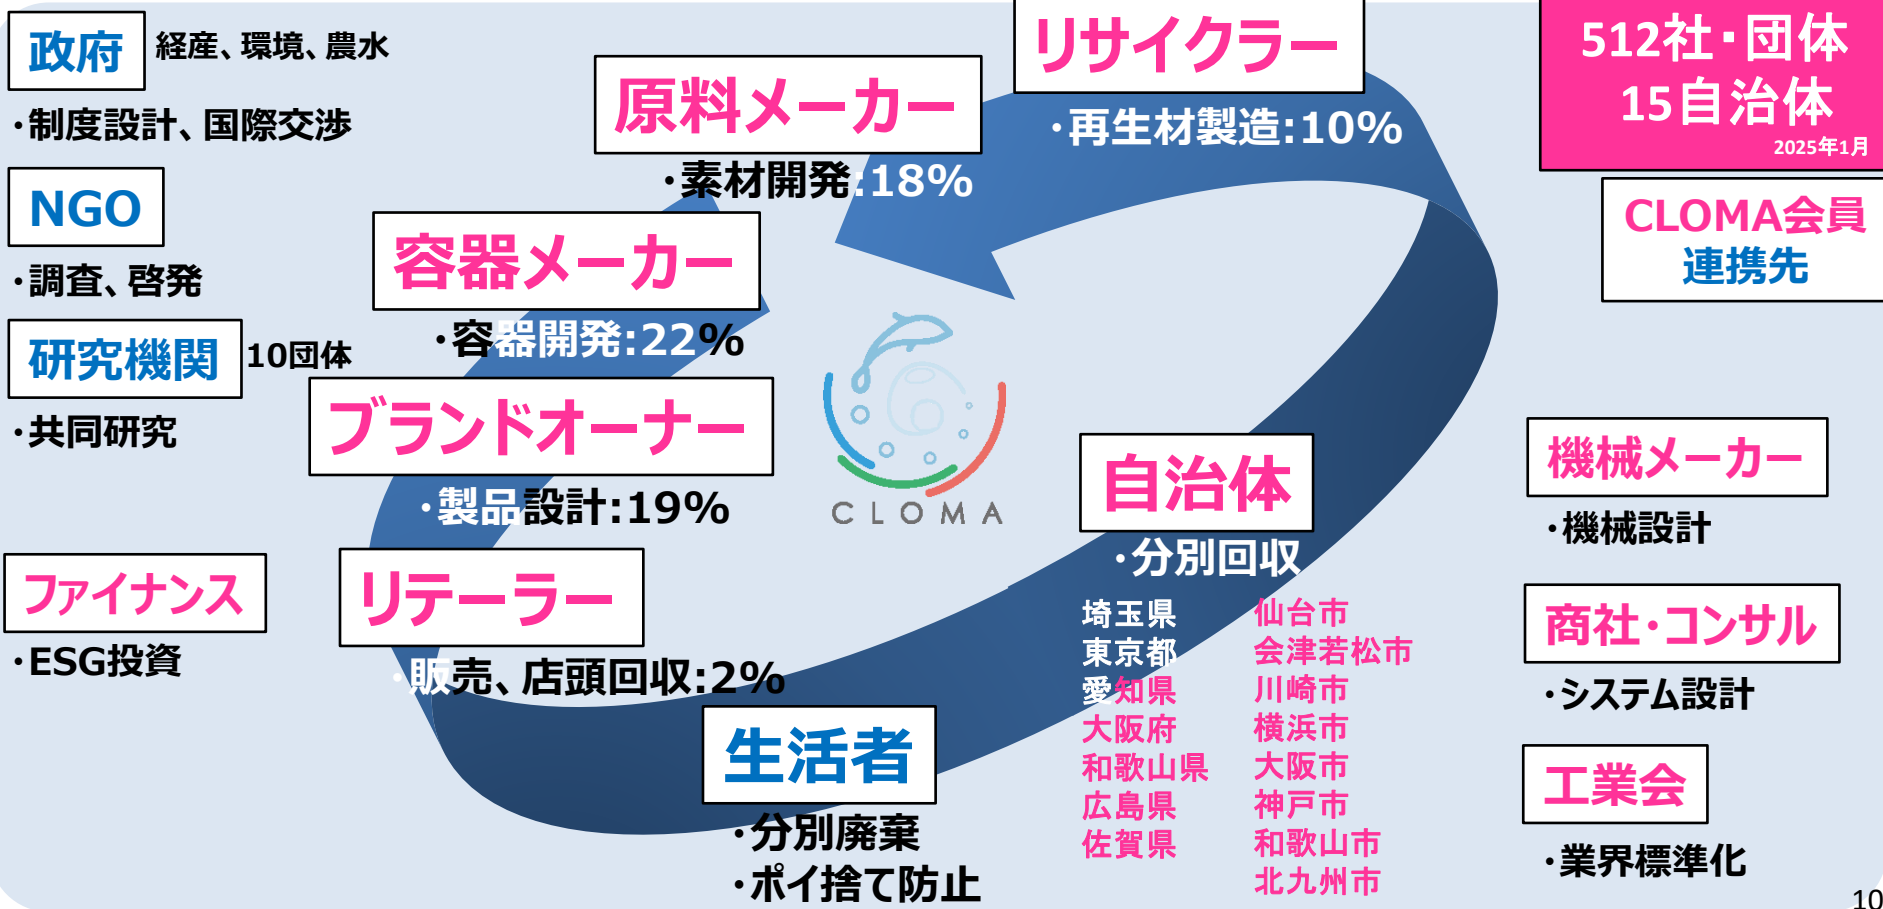 政府
経産、環境、農水
・制度設計、国際交渉
NGO
・調査、啓発
研究機関
10団体
・共同研究
ファイナンス
・ESG投資
リサイクラー
・再生材製造:10%
原料メーカー
・素材開発:18%
容器メーカー
・容器開発:22%
ブランドオーナー
・製品設計:19%
リテーラー
・販売、店頭回収:2%
生活者
・分別廃棄
・ポイ捨て防止
CLOMA
自治体
・分別回収
埼玉県
東京都
愛知県
大阪府
和歌山県
広島県
佐賀県
仙台市
会津若松市
川崎市
横浜市
大阪市
神戸市
和歌山市
北九州市
512社・団体
15自治体
2025年1月
CLOMA会員
連携先
機械メーカー
・機械設計
商社・コンサル
・システム設計
工業会
・業界標準化
10